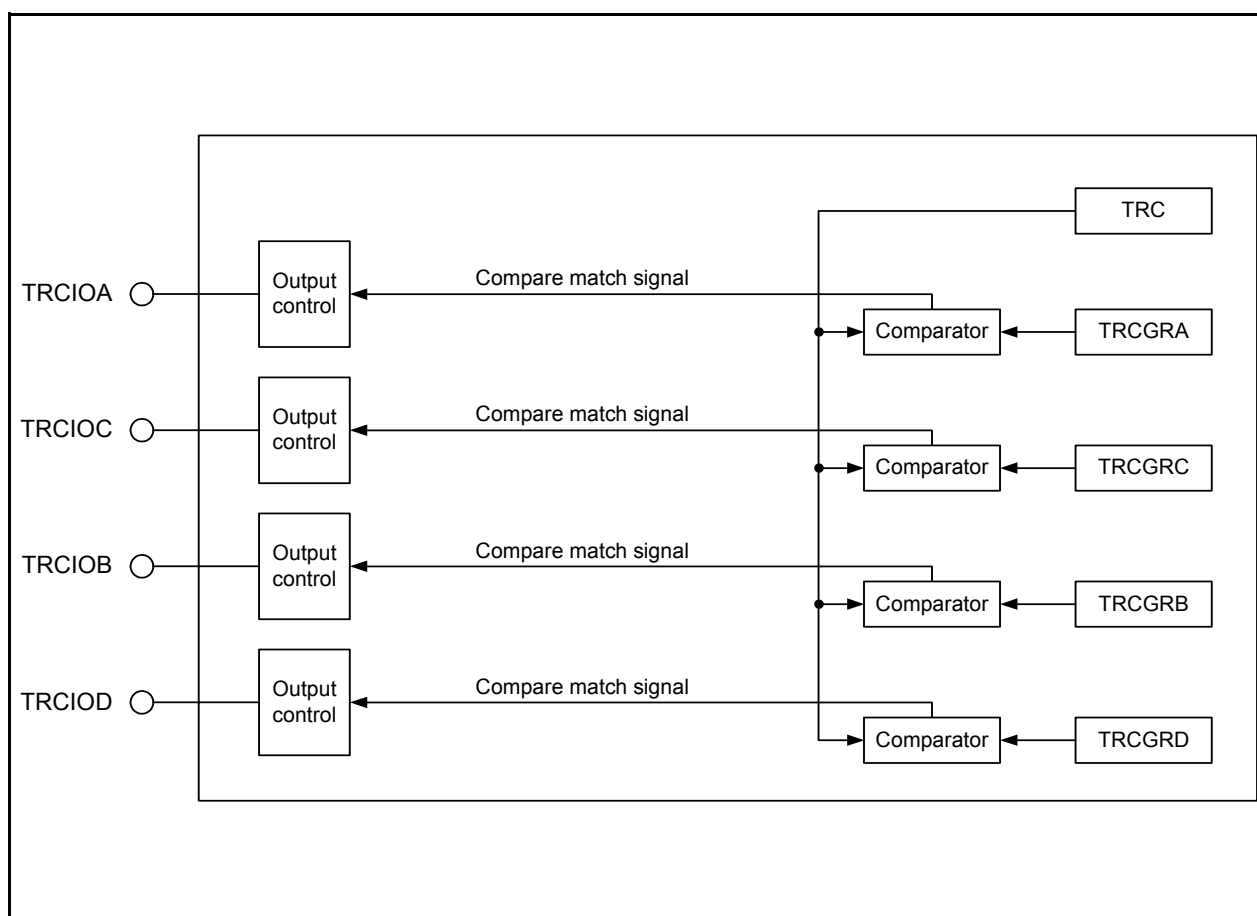 TRC
TRCIOA
Output
control
Compare match signal
Comparator
TRCGRA
TRCIOC
Output
control
Compare match signal
Comparator
TRCGRC
TRCIOB
Output
control
Compare match signal
Comparator
TRCGRB
TRCIOD
Output
control
Compare match signal
Comparator
TRCGRD